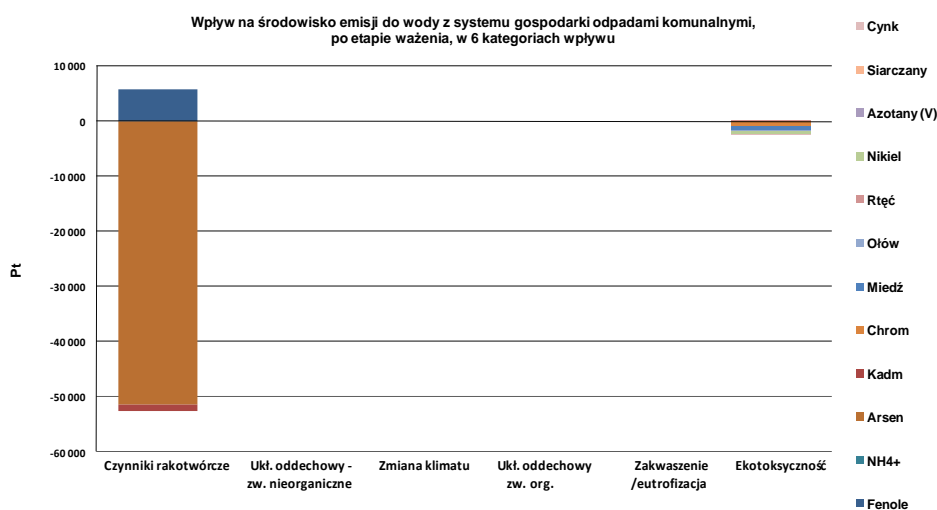 Wpływ na środowisko emisji do wody z systemu gospodarki odpadami komunalnymi,
po etapie ważenia, w 6 kategoriach wpływu
Pt
10 000
0
-10 000
-20 000
-30 000
-40 000
-50 000
-60 000
Czynniki rakotwórcze
Ukł. oddechowy -
zw. nieorganiczne
Zmiana klimatu
Ukł. oddechowy
zw. org.
Zakwaszenie
/eutrofizacja
Ekotoksyczność
Cynk
Siarczany
Azotany (V)
Nikiel
Rtęć
Ołów
Miedź
Chrom
Kadm
Arsen
NH4+
Fenole